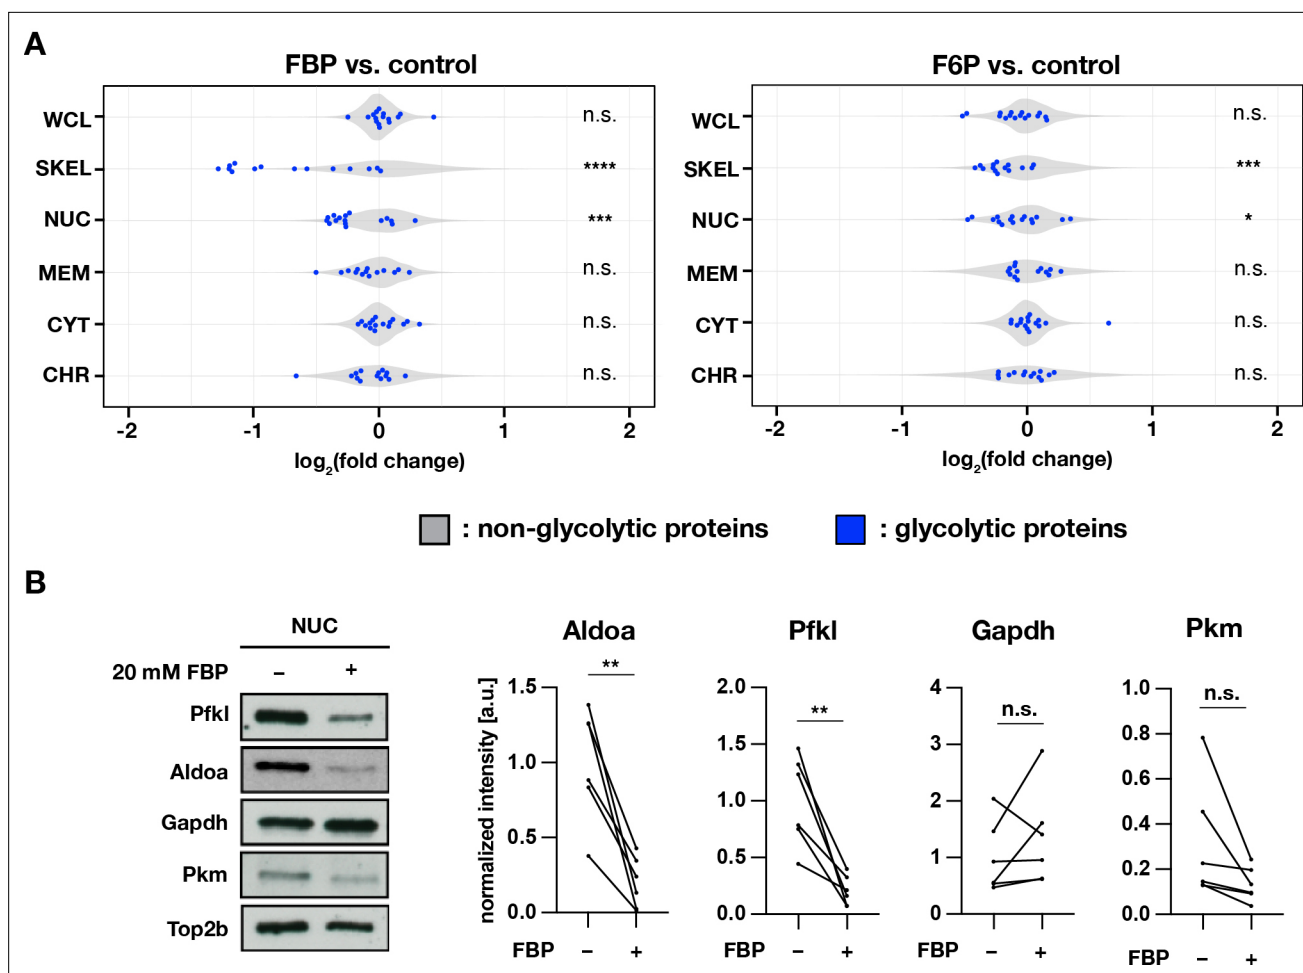 A
FBP vs. control
F6P vs. control
WCL n.s.
SKEL ****
NUC ***
MEM n.s.
CYT n.s.
CHR n.s.
-2 -1 0 1 2
log2(fold change)
WCL n.s.
SKEL ***
NUC *
MEM n.s.
CYT n.s.
CHR n.s.
-2 -1 0 1 2
log2(fold change)
: non-glycolytic proteins : glycolytic proteins
B
NUC
20 mM FBP – +
Pfkl
Aldoa
Gapdh
Pkm
Top2b
Aldoa
**
normalized intensity [a.u.]
1.5
1.0
0.5
0.0
FBP – +
Pfkl
**
2.0
1.5
1.0
0.5
0.0
FBP – +
Gapdh
n.s.
4
3
2
1
0
FBP – +
Pkm
n.s.
1.0
0.8
0.6
0.4
0.2
0.0
FBP – +